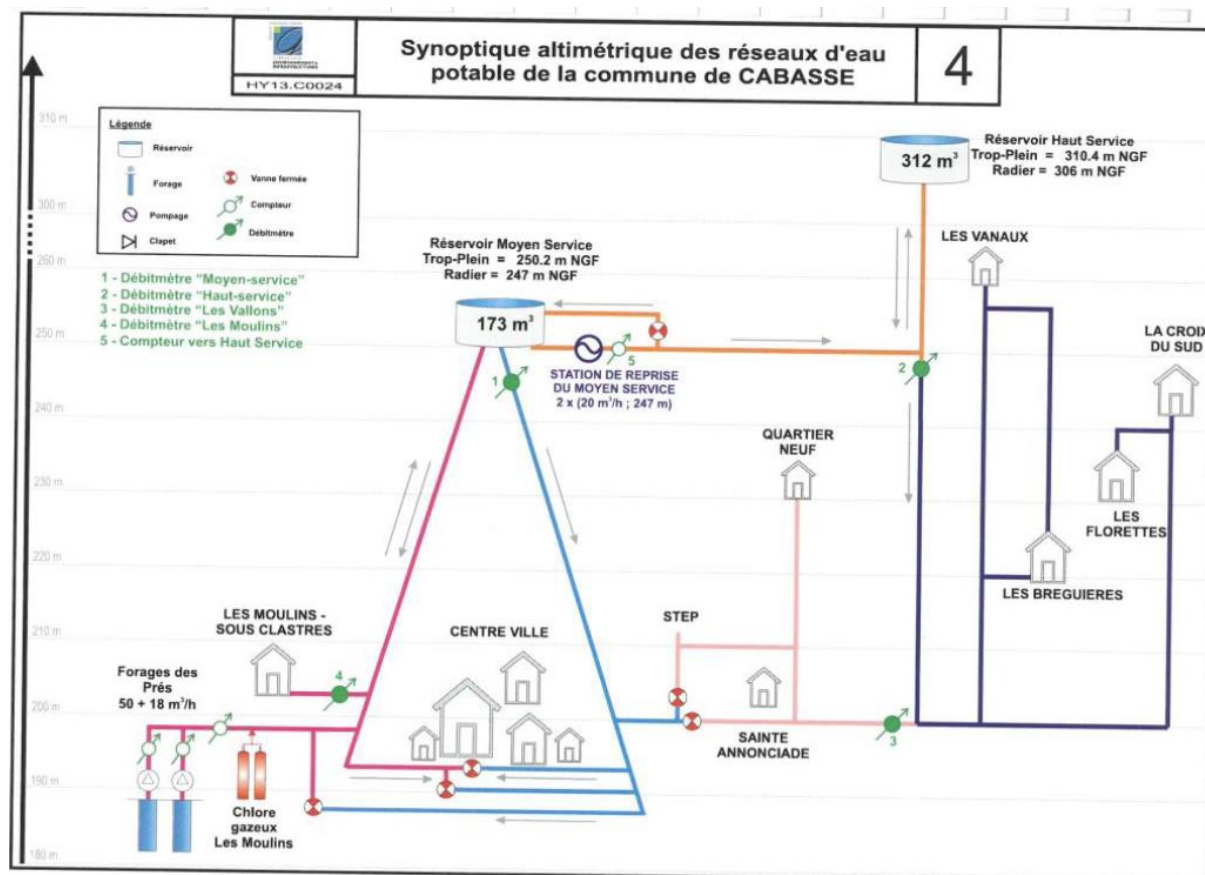 HY13.C0024
Synoptique altimétrique des réseaux d'eau
potable de la commune de CABASSE
4
310 m
300 m
260 m
250 m
240 m
230 m
220 m
210 m
200 m
190 m
180 m
Légende
Réservoir
Forage
Pompage
Clapet
Vanne fermée
Compteur
Débitmètre
1 - Débitmètre "Moyen-service"
2 - Débitmètre "Haut-service"
3 - Débitmètre "Les Vallons"
4 - Débitmètre "Les Moulins"
5 - Compteur vers Haut Service
Réservoir Moyen Service
Trop-Plein = 250.2 m NGF
Radier = 247 m NGF
173 m³
1
5
STATION DE REPRISE
DU MOYEN SERVICE
2 x (20 m³/h ; 247 m)
312 m³
Réservoir Haut Service
Trop-Plein = 310.4 m NGF
Radier = 306 m NGF
2
LES VANAUX
LA CROIX
DU SUD
LES
FLORETTES
LES BREGUIERES
QUARTIER
NEUF
STEP
SAINTE
ANNONCIADE
3
LES MOULINS -
SOUS CLASTRES
4
CENTRE VILLE
Forages des
Prés
50 + 18 m³/h
Chlore
gazeux
Les Moulins